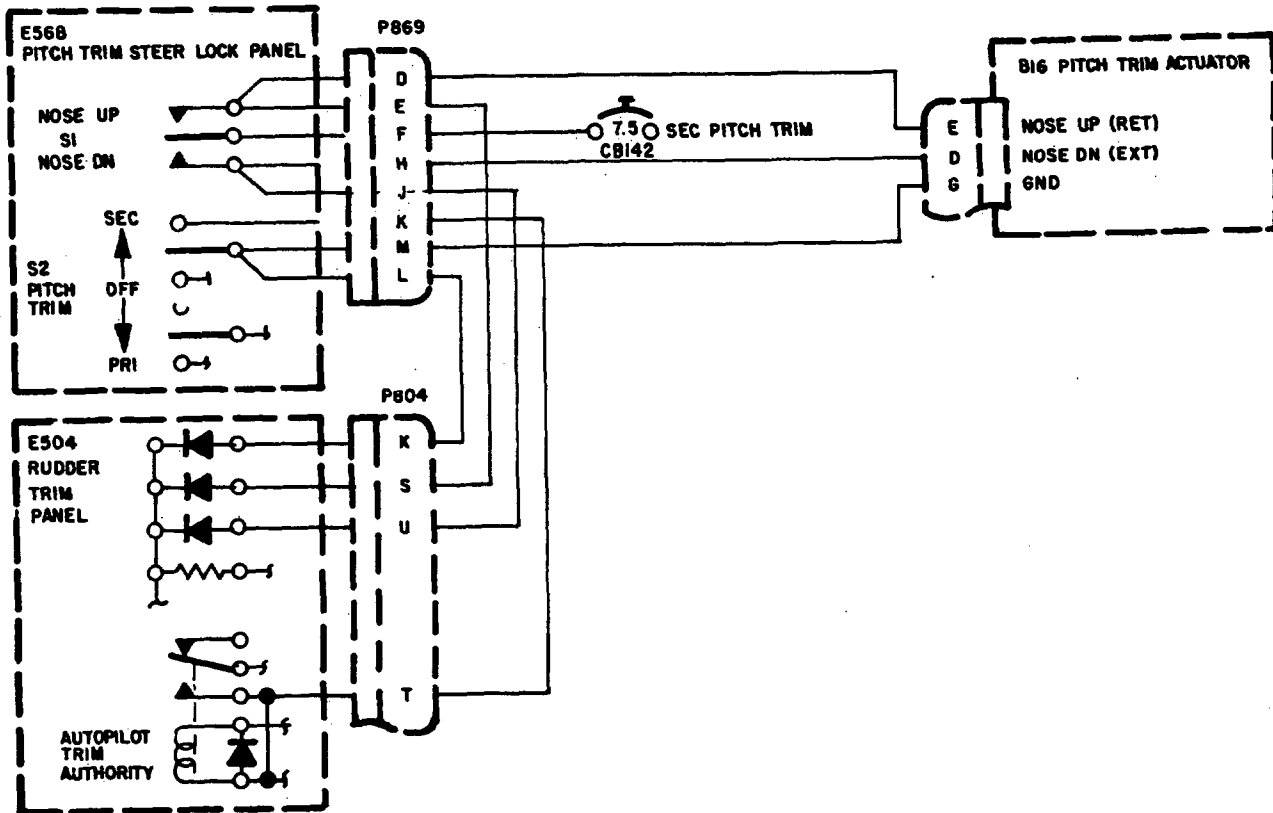 E568
PITCH TRIM STEER LOCK PANEL
NOSE UP
S1
NOSE DN
SEC
S2
PITCH
TRIM
OFF
PRI
P869
D
E
F
H
J
K
M
L
7.5
CB142
SEC PITCH TRIM
B16 PITCH TRIM ACTUATOR
E NOSE UP (RET)
D NOSE DN (EXT)
G GND
E504
RUDDER
TRIM
PANEL
AUTOPILOT
TRIM
AUTHORITY
P804
K
S
U
T